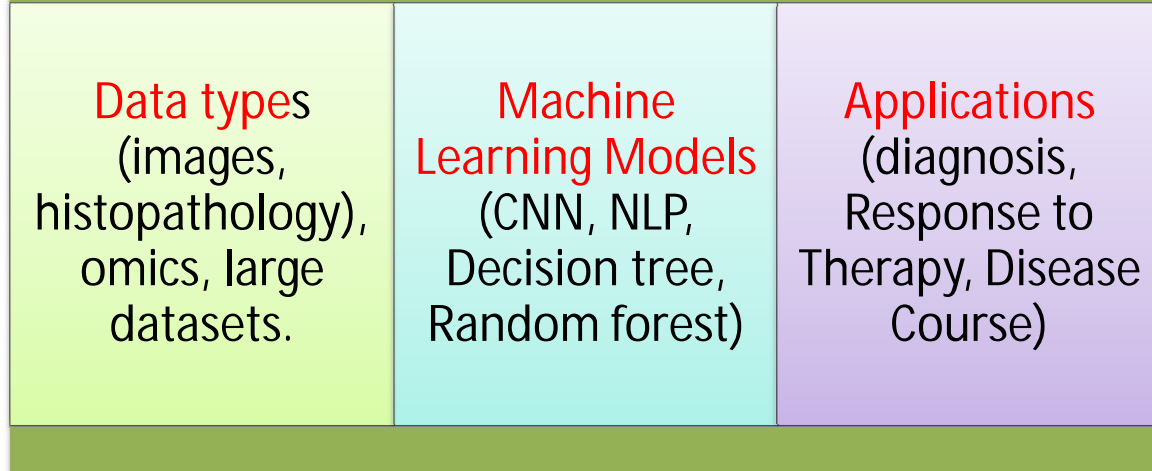 Data types
(images,
histopathology),
omics, large
datasets.
Machine
Learning Models
(CNN, NLP,
Decision tree,
Random forest)
Applications
(diagnosis,
Response to
Therapy, Disease
Course)